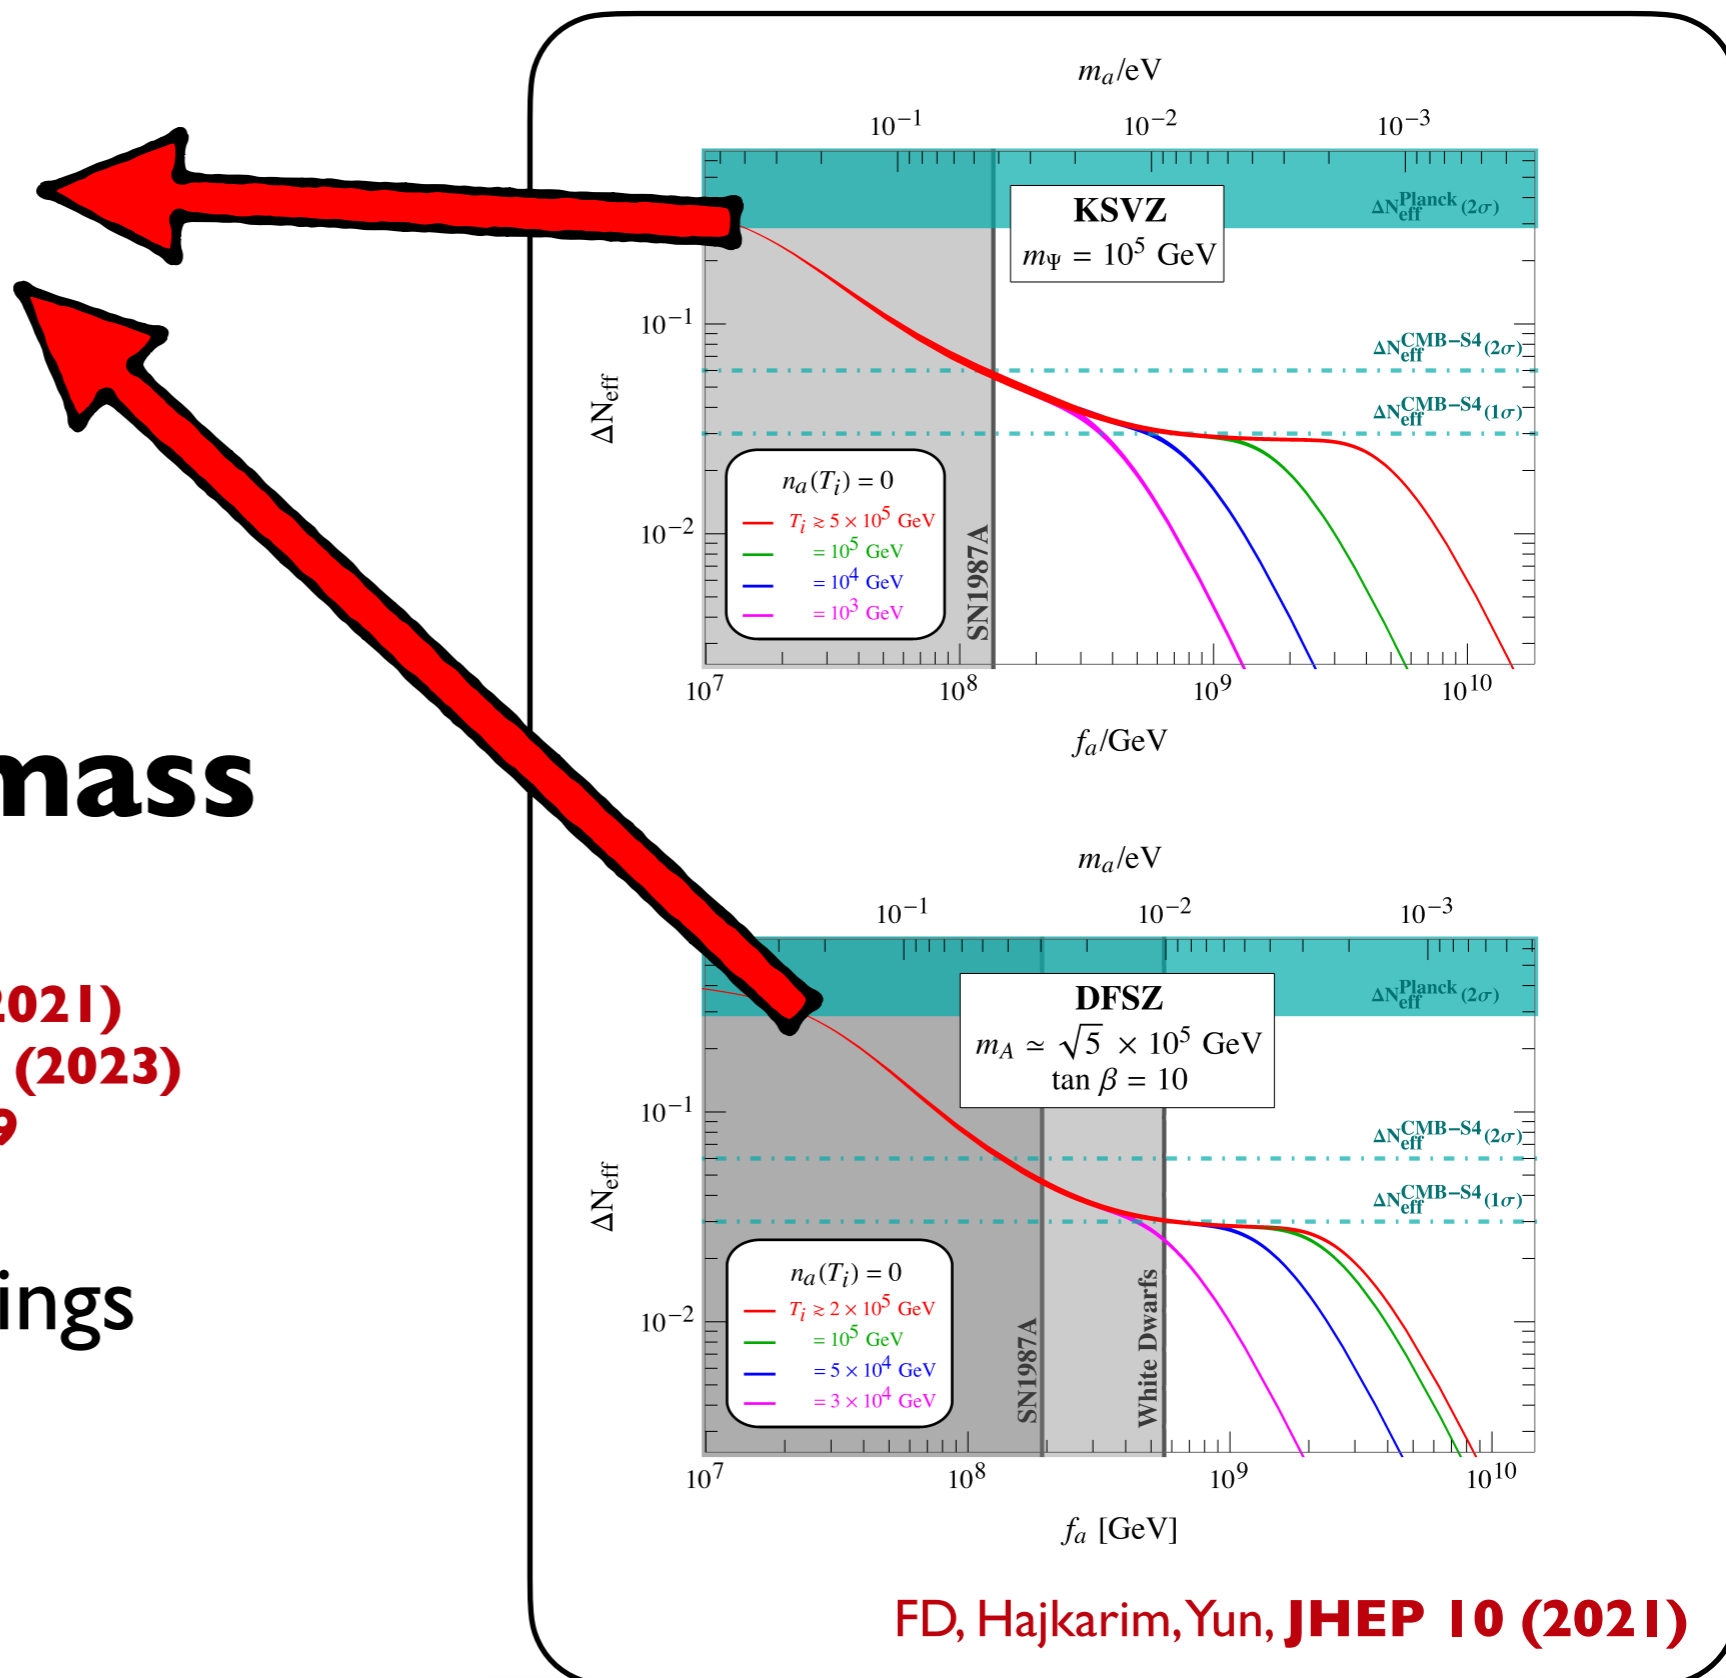 mass
2021)
(2023)
9
ings
m_a/eV
10^-1 10^-2 10^-3
ΔN_eff^Planck (2σ)
KSVZ
m_Ψ = 10^5 GeV
10^-1
ΔN_eff^CMB-S4 (2σ)
ΔN_eff
ΔN_eff^CMB-S4 (1σ)
n_a(T_i) = 0
T_i ≳ 5 × 10^5 GeV
= 10^5 GeV
= 10^4 GeV
= 10^3 GeV
10^-2
SN1987A
10^7 10^8 10^9 10^10
f_a/GeV
m_a/eV
10^-1 10^-2 10^-3
ΔN_eff^Planck (2σ)
DFSZ
m_A ≃ √5 × 10^5 GeV
tan β = 10
10^-1
ΔN_eff^CMB-S4 (2σ)
ΔN_eff
ΔN_eff^CMB-S4 (1σ)
n_a(T_i) = 0
T_i ≳ 2 × 10^5 GeV
= 10^5 GeV
= 5 × 10^4 GeV
= 3 × 10^4 GeV
10^-2
SN1987A
White Dwarfs
10^7 10^8 10^9 10^10
f_a [GeV]
FD, Hajkarim, Yun, JHEP 10 (2021)